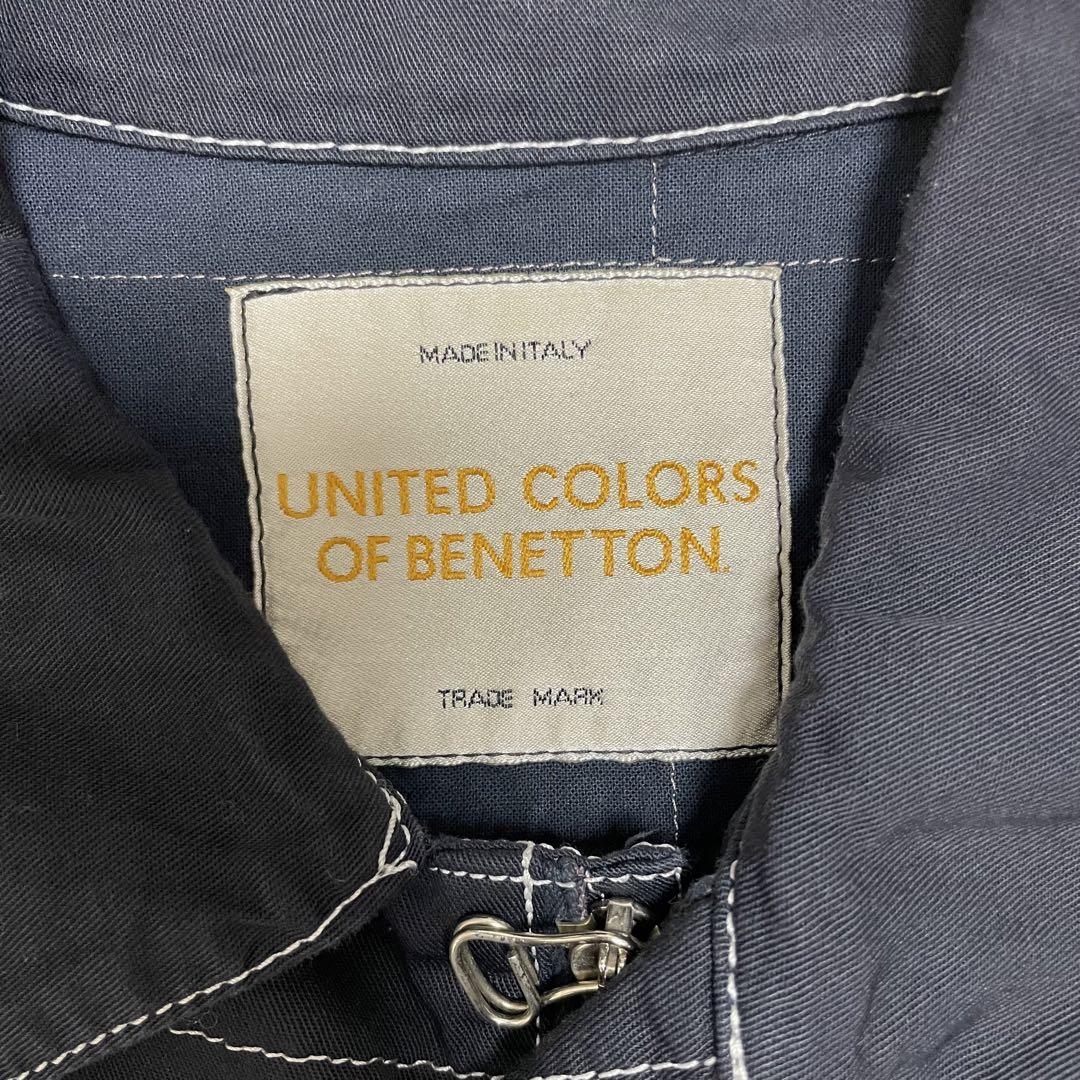 MADE IN ITALY
UNITED COLORS
OF BENETTON.
TRADE MARK